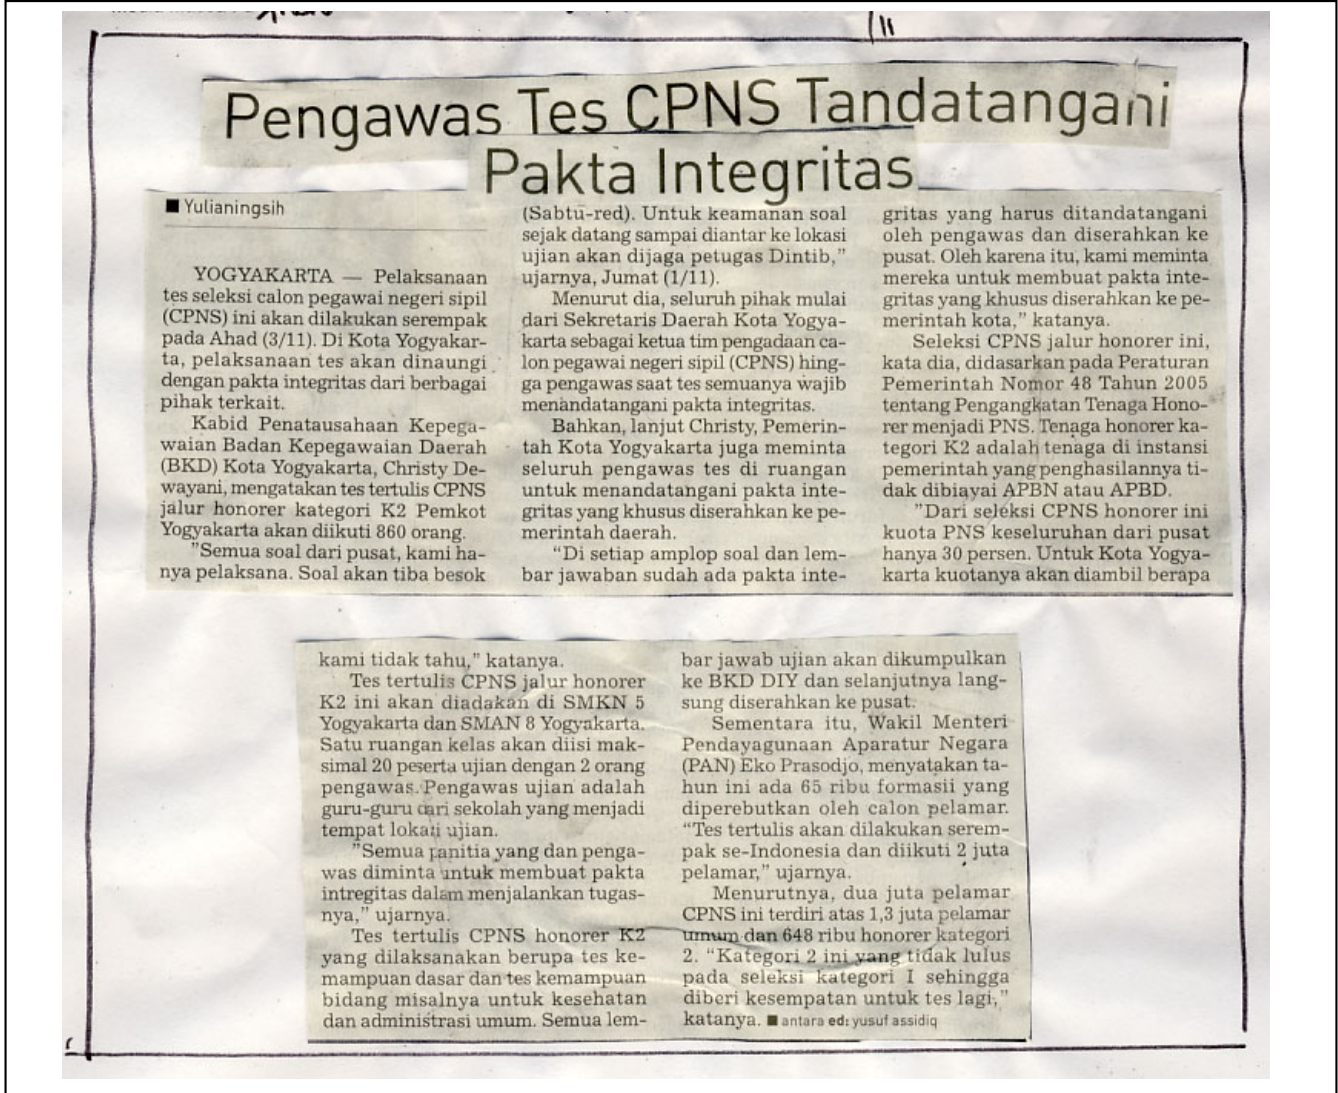 Pengawas Tes CPNS Tandatangani
Pakta Integritas
■ Yulianingsih
YOGYAKARTA — Pelaksanaan
tes seleksi calon pegawai negeri sipil
(CPNS) ini akan dilakukan serempak
pada Ahad (3/11). Di Kota Yogyakar-
ta, pelaksanaan tes akan dinaungi
dengan pakta integritas dari berbagai
pihak terkait.
Kabid Penatausahaan Kepega-
waian Badan Kepegawaian Daerah
(BKD) Kota Yogyakarta, Christy De-
wayani, mengatakan tes tertulis CPNS
jalur honorer kategori K2 Pemkot
Yogyakarta akan diikuti 860 orang.
"Semua soal dari pusat, kami ha-
nya pelaksana. Soal akan tiba besok
(Sabtu-red). Untuk keamanan soal
sejak datang sampai diantar ke lokasi
ujian akan dijaga petugas Dintib,"
ujarnya, Jumat (1/11).
Menurut dia, seluruh pihak mulai
dari Sekretaris Daerah Kota Yogya-
karta sebagai ketua tim pengadaan ca-
lon pegawai negeri sipil (CPNS) hing-
ga pengawas saat tes semuanya wajib
menandatangani pakta integritas.
Bahkan, lanjut Christy, Pemerin-
tah Kota Yogyakarta juga meminta
seluruh pengawas tes di ruangan
untuk menandatangani pakta inte-
gritas yang khusus diserahkan ke pe-
merintah daerah.
"Di setiap amplop soal dan lem-
bar jawaban sudah ada pakta inte-
gritas yang harus ditandatangani
oleh pengawas dan diserahkan ke
pusat. Oleh karena itu, kami meminta
mereka untuk membuat pakta inte-
gritas yang khusus diserahkan ke pe-
merintah kota," katanya.
Seleksi CPNS jalur honorer ini,
kata dia, didasarkan pada Peraturan
Pemerintah Nomor 48 Tahun 2005
tentang Pengangkatan Tenaga Hono-
rer menjadi PNS. Tenaga honorer ka-
tegori K2 adalah tenaga di instansi
pemerintah yang penghasilannya ti-
dak dibiayai APBN atau APBD.
"Dari seleksi CPNS honorer ini
kuota PNS keseluruhan dari pusat
hanya 30 persen. Untuk Kota Yogya-
karta kuotanya akan diambil berapa
kami tidak tahu," katanya.
Tes tertulis CPNS jalur honorer
K2 ini akan diadakan di SMKN 5
Yogyakarta dan SMAN 8 Yogyakarta.
Satu ruangan kelas akan diisi mak-
simal 20 peserta ujian dengan 2 orang
pengawas. Pengawas ujian adalah
guru-guru dari sekolah yang menjadi
tempat lokasi ujian.
"Semua panitia yang dan penga-
was diminta untuk membuat pakta
intregitas dalam menjalankan tugas-
nya," ujarnya.
Tes tertulis CPNS honorer K2
yang dilaksanakan berupa tes ke-
mampuan dasar dan tes kemampuan
bidang misalnya untuk kesehatan
dan administrasi umum. Semua lem-
bar jawab ujian akan dikumpulkan
ke BKD DIY dan selanjutnya lang-
sung diserahkan ke pusat.
Sementara itu, Wakil Menteri
Pendayagunaan Aparatur Negara
(PAN) Eko Prasodjo, menyatakan ta-
hun ini ada 65 ribu formasii yang
diperebutkan oleh calon pelamar.
"Tes tertulis akan dilakukan serem-
pak se-Indonesia dan diikuti 2 juta
pelamar," ujarnya.
Menurutnya, dua juta pelamar
CPNS ini terdiri atas 1,3 juta pelamar
umum dan 648 ribu honorer kategori
2. "Kategori 2 ini yang tidak lulus
pada seleksi kategori I sehingga
diberi kesempatan untuk tes lagi,"
katanya. ■ antara ed: yusuf assidiq